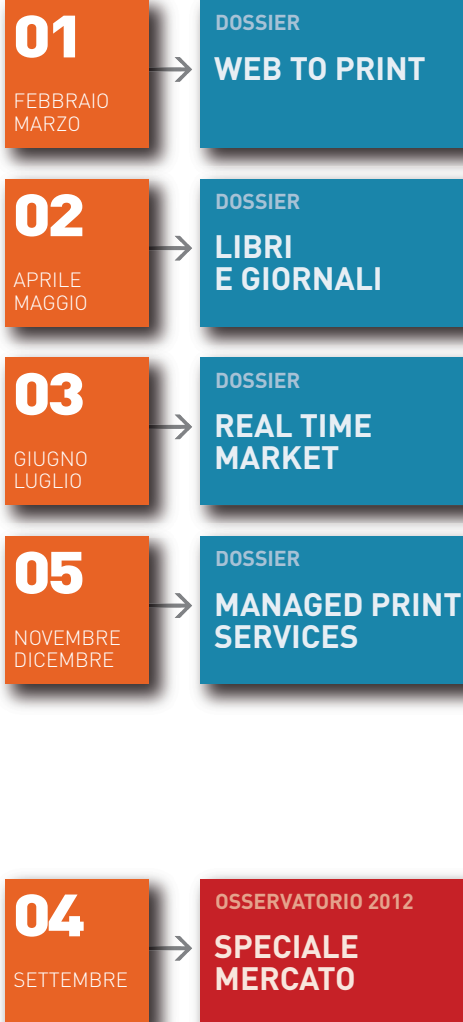 01
FEBBRAIO
MARZO
DOSSIER
WEB TO PRINT
02
APRILE
MAGGIO
DOSSIER
LIBRI
E GIORNALI
03
GIUGNO
LUGLIO
DOSSIER
REAL TIME
MARKET
05
NOVEMBRE
DICEMBRE
DOSSIER
MANAGED PRINT
SERVICES
04
SETTEMBRE
OSSERVATORIO 2012
SPECIALE
MERCATO